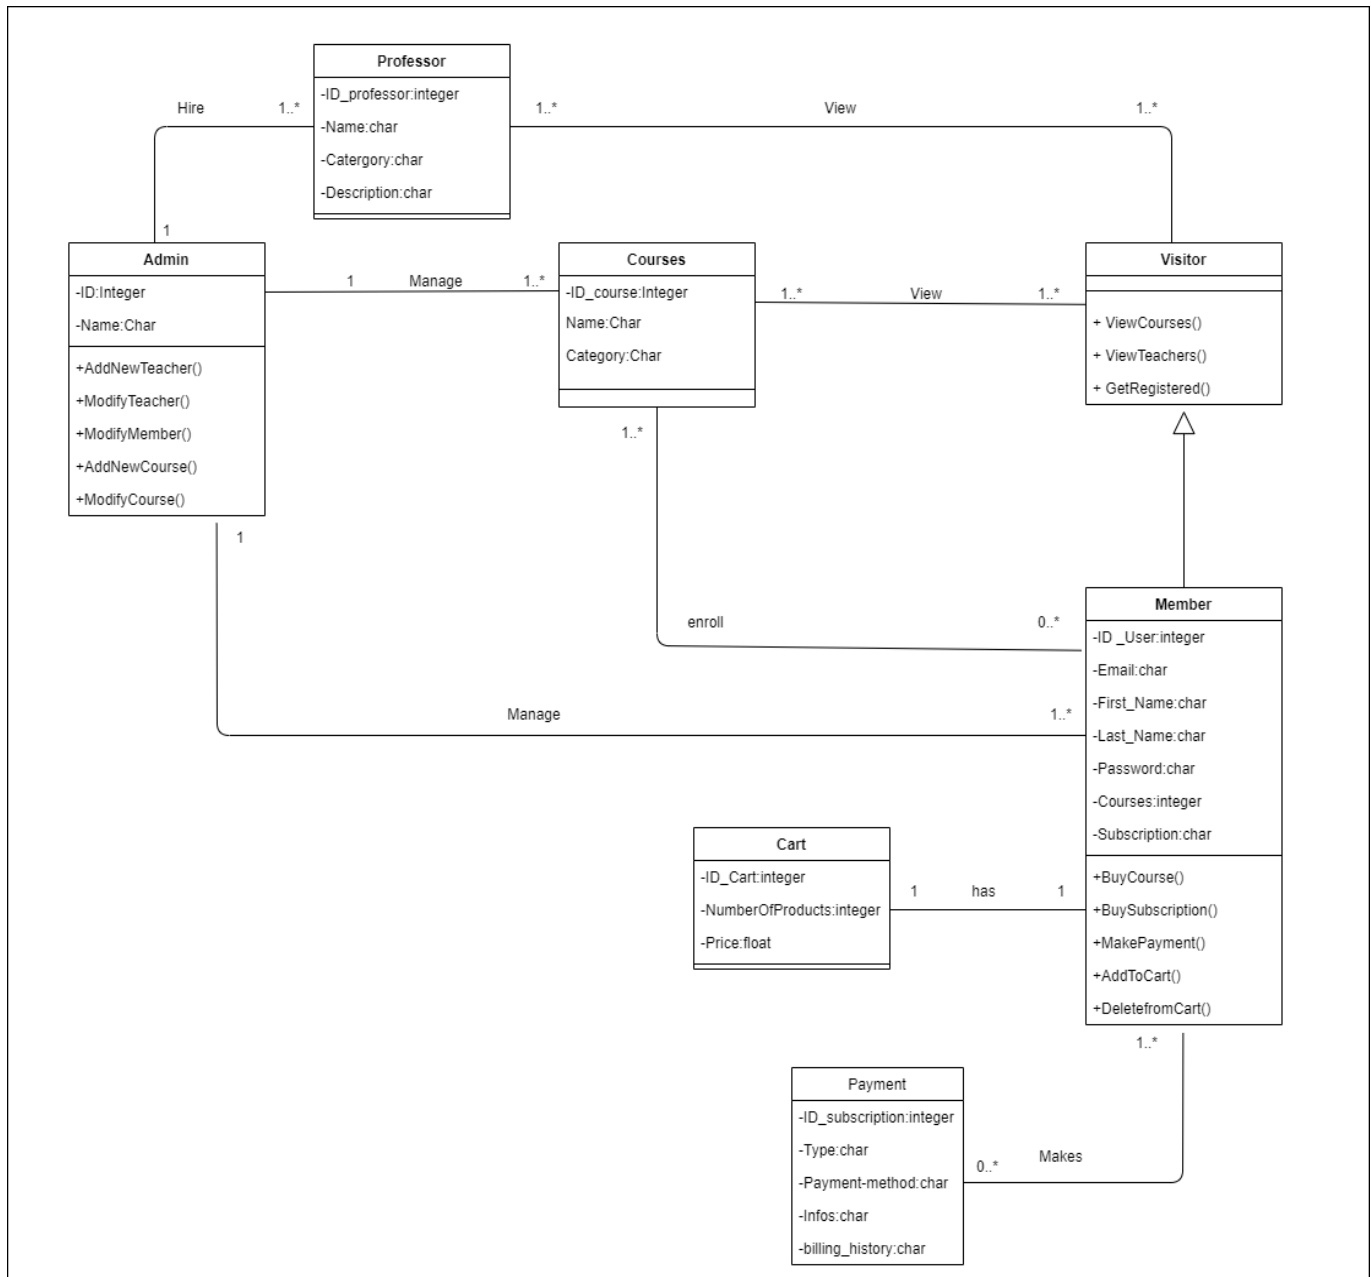 Professor
-ID_professor:integer
-Name:char
-Catergory:char
-Description:char
Hire
1..*
1
1..*
View
1..*
Admin
-ID:Integer
-Name:Char
+AddNewTeacher()
+ModifyTeacher()
+ModifyMember()
+AddNewCourse()
+ModifyCourse()
1
Manage
1..*
Courses
-ID_course:Integer
Name:Char
Category:Char
1..*
View
1..*
Visitor
+ ViewCourses()
+ ViewTeachers()
+ GetRegistered()
1..*
enroll
0..*
1
Manage
1..*
Member
-ID _User:integer
-Email:char
-First_Name:char
-Last_Name:char
-Password:char
-Courses:integer
-Subscription:char
+BuyCourse()
+BuySubscription()
+MakePayment()
+AddToCart()
+DeletefromCart()
Cart
-ID_Cart:integer
-NumberOfProducts:integer
-Price:float
1
has
1
1..*
Makes
0..*
Payment
-ID_subscription:integer
-Type:char
-Payment-method:char
-Infos:char
-billing_history:char